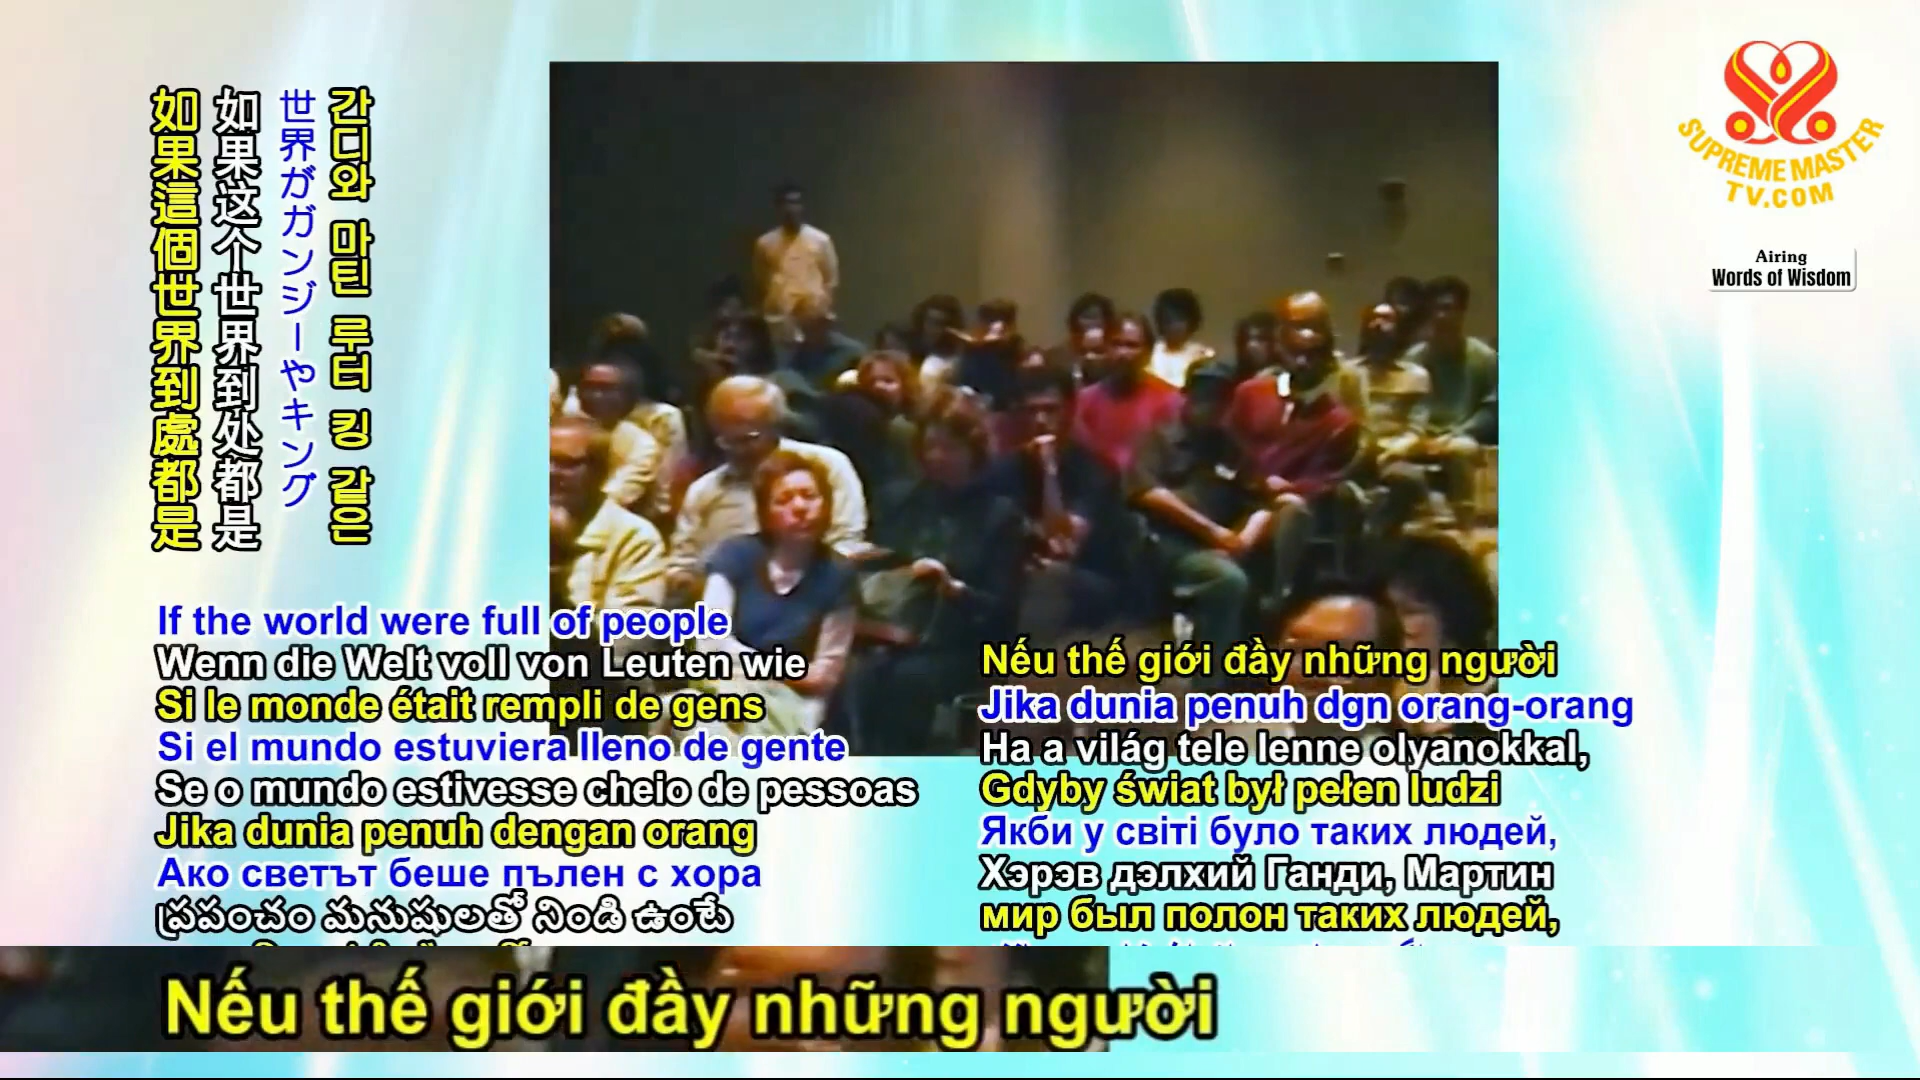 如果這個世界到處都是
如果这个世界到处都是
世界がガンジーやキング
간디와 마틴 루터 킹 같은
SUPREME MASTER
TV.COM
Airing
Words of Wisdom
If the world were full of people
Wenn die Welt voll von Leuten wie
Si le monde était rempli de gens
Si el mundo estuviera lleno de gente
Se o mundo estivesse cheio de pessoas
Jika dunia penuh dengan orang
Ако светът беше пълен с хора
ప్రపంచం మనుషులతో నిండి ఉంటే
Nếu thế giới đầy những người
Jika dunia penuh dgn orang-orang
Ha a világ tele lenne olyanokkal,
Gdyby świat był pełen ludzi
Якби у світі було таких людей,
Хэрэв дэлхий Ганди, Мартин
мир был полон таких людей,
Nếu thế giới đầy những người